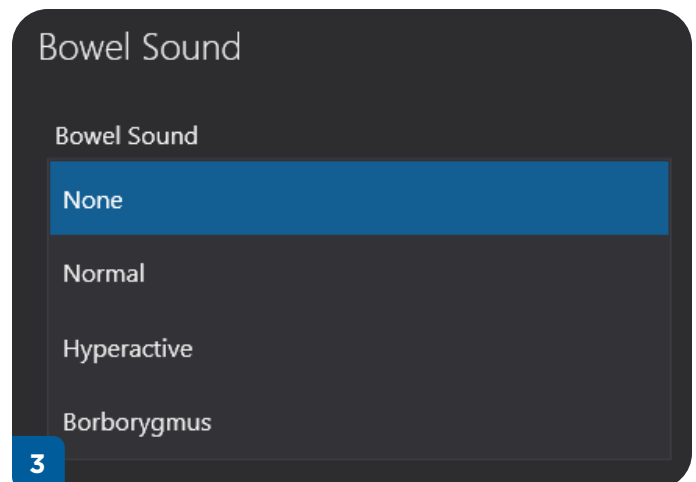 Bowel Sound
Bowel Sound
None
Normal
Hyperactive
Borborygmus
3